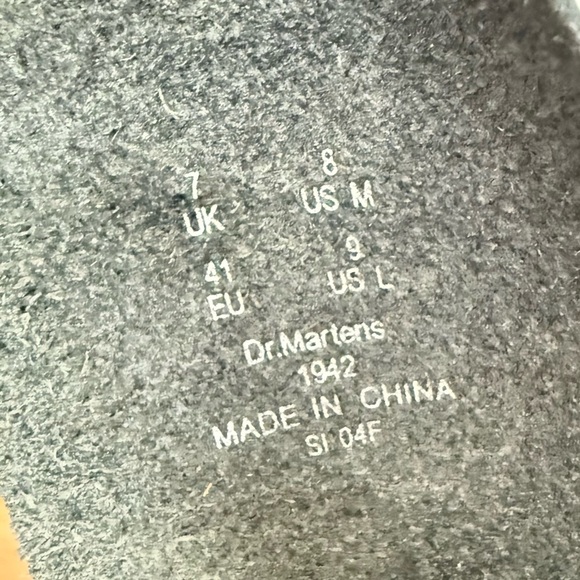 7 8
UK US M
41 9
EU US L
Dr.Martens
1942
MADE IN CHINA
SI 04F